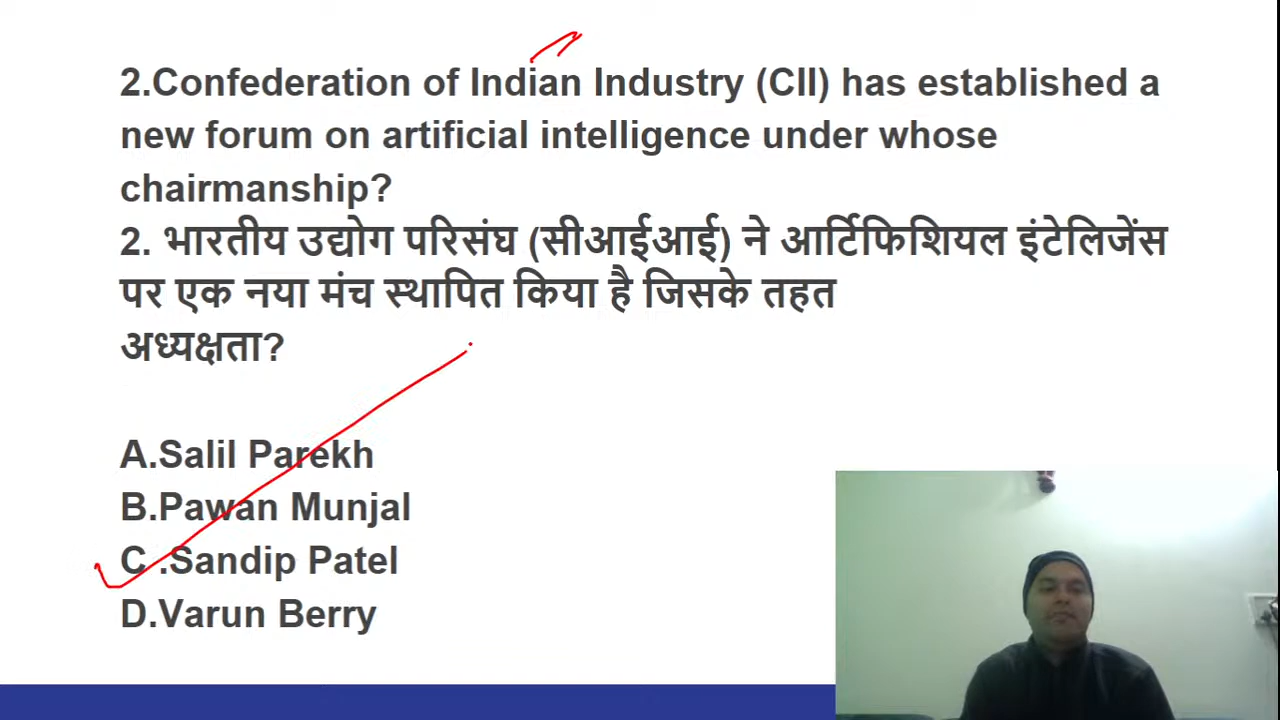 2.Confederation of Indian Industry (CII) has established a
new forum on artificial intelligence under whose
chairmanship?
2. भारतीय उद्योग परिसंघ (सीआईआई) ने आर्टिफिशियल इंटेलिजेंस
पर एक नया मंच स्थापित किया है जिसके तहत
अध्यक्षता?
A.Salil Parekh
B.Pawan Munjal
C .Sandip Patel
D.Varun Berry